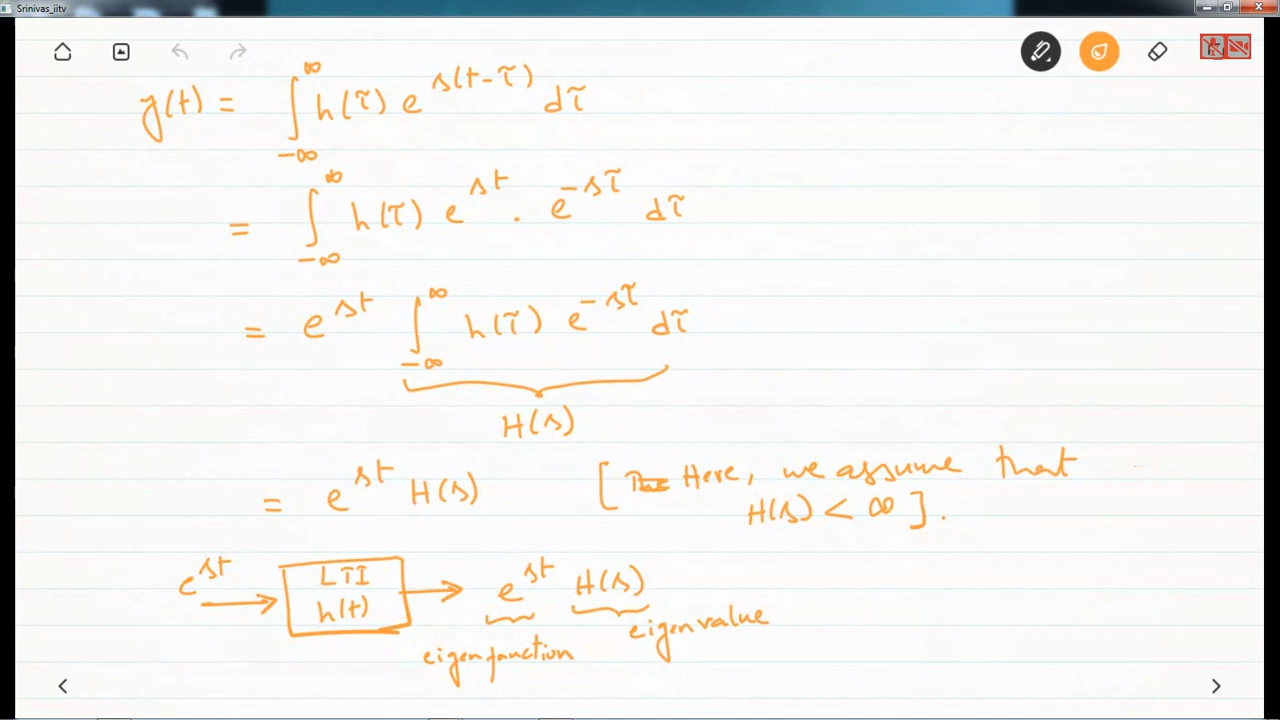 Srinivas_iitv
y(t) = ∫_{-∞}^{∞} h(τ) e^{s(t-τ)} dτ
= ∫_{-∞}^{∞} h(τ) e^{st} . e^{-sτ} dτ
= e^{st} ∫_{-∞}^{∞} h(τ) e^{-sτ} dτ
H(s)
= e^{st} H(s) [ Here, we assume that
H(s) < ∞ ].
e^{st} → LTI → e^{st} H(s)
h(t)
eigenvalue
eigenfunction